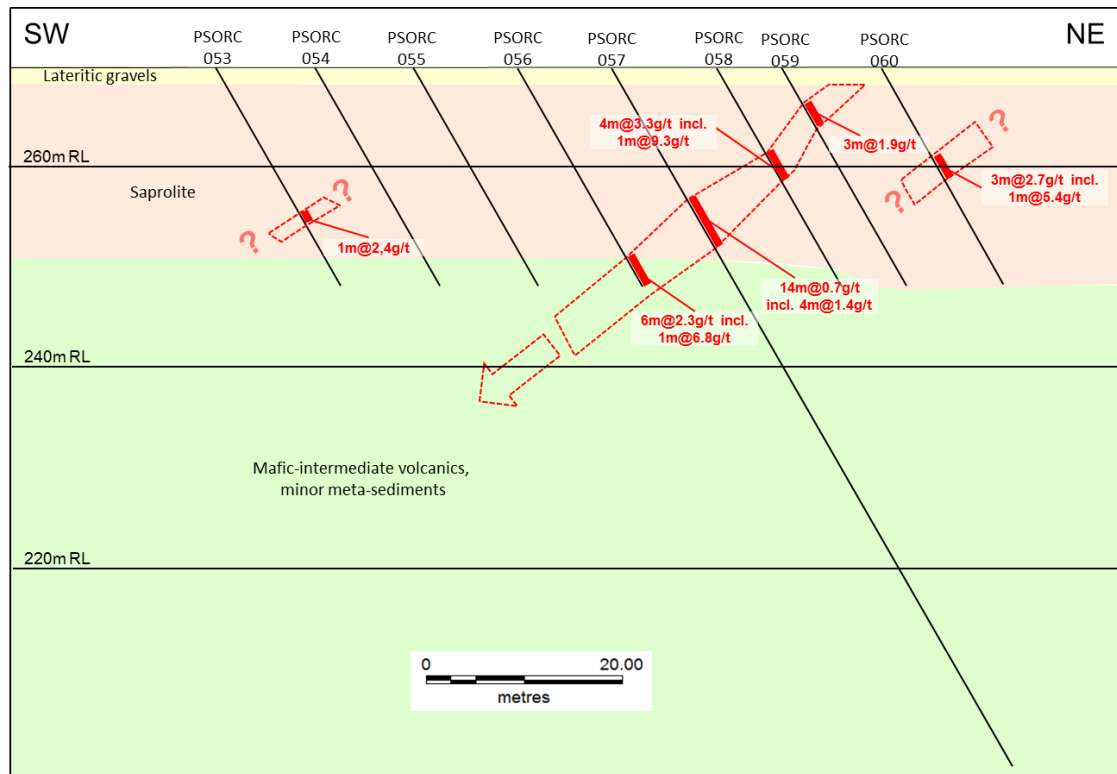 SW
NE
PSORC
053
PSORC
054
PSORC
055
PSORC
056
PSORC
057
PSORC
058
PSORC
059
PSORC
060
Lateritic gravels
4m@3.3g/t incl.
1m@9.3g/t
3m@1.9g/t
260m RL
Saprolite
?
?
1m@2,4g/t
?
?
3m@2.7g/t incl
1m@5.4g/t
14m@0.7g/t
incl. 4m@1.4g/t
6m@2.3g/t incl.
1m@6.8g/t
240m RL
Mafic-intermediate volcanics,
minor meta-sediments
220m RL
0
20.00
metres